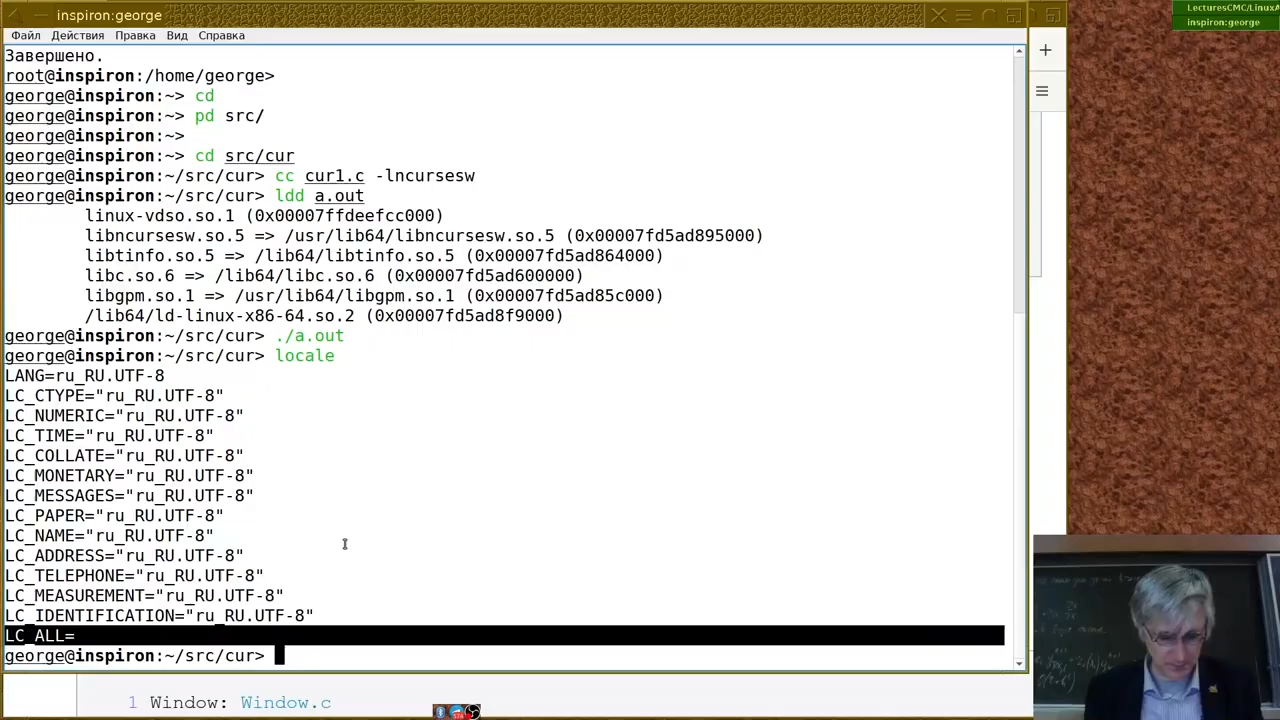 inspiron:george
LecturesCMC/LinuxA
inspiron:george
Файл Действия Правка Вид Справка
Завершено.
root@inspiron:/home/george>
george@inspiron:~> cd
george@inspiron:~> pd src/
george@inspiron:~>
george@inspiron:~> cd src/cur
george@inspiron:~/src/cur> cc cur1.c -lncursesw
george@inspiron:~/src/cur> ldd a.out
linux-vdso.so.1 (0x00007ffdeefcc000)
libncursesw.so.5 => /usr/lib64/libncursesw.so.5 (0x00007fd5ad895000)
libtinfo.so.5 => /lib64/libtinfo.so.5 (0x00007fd5ad864000)
libc.so.6 => /lib64/libc.so.6 (0x00007fd5ad600000)
libgpm.so.1 => /usr/lib64/libgpm.so.1 (0x00007fd5ad85c000)
/lib64/ld-linux-x86-64.so.2 (0x00007fd5ad8f9000)
george@inspiron:~/src/cur> ./a.out
george@inspiron:~/src/cur> locale
LANG=ru_RU.UTF-8
LC_CTYPE="ru_RU.UTF-8"
LC_NUMERIC="ru_RU.UTF-8"
LC_TIME="ru_RU.UTF-8"
LC_COLLATE="ru_RU.UTF-8"
LC_MONETARY="ru_RU.UTF-8"
LC_MESSAGES="ru_RU.UTF-8"
LC_PAPER="ru_RU.UTF-8"
LC_NAME="ru_RU.UTF-8"
LC_ADDRESS="ru_RU.UTF-8"
LC_TELEPHONE="ru_RU.UTF-8"
LC_MEASUREMENT="ru_RU.UTF-8"
LC_IDENTIFICATION="ru_RU.UTF-8"
LC_ALL=
george@inspiron:~/src/cur>
1 Window: Window.c